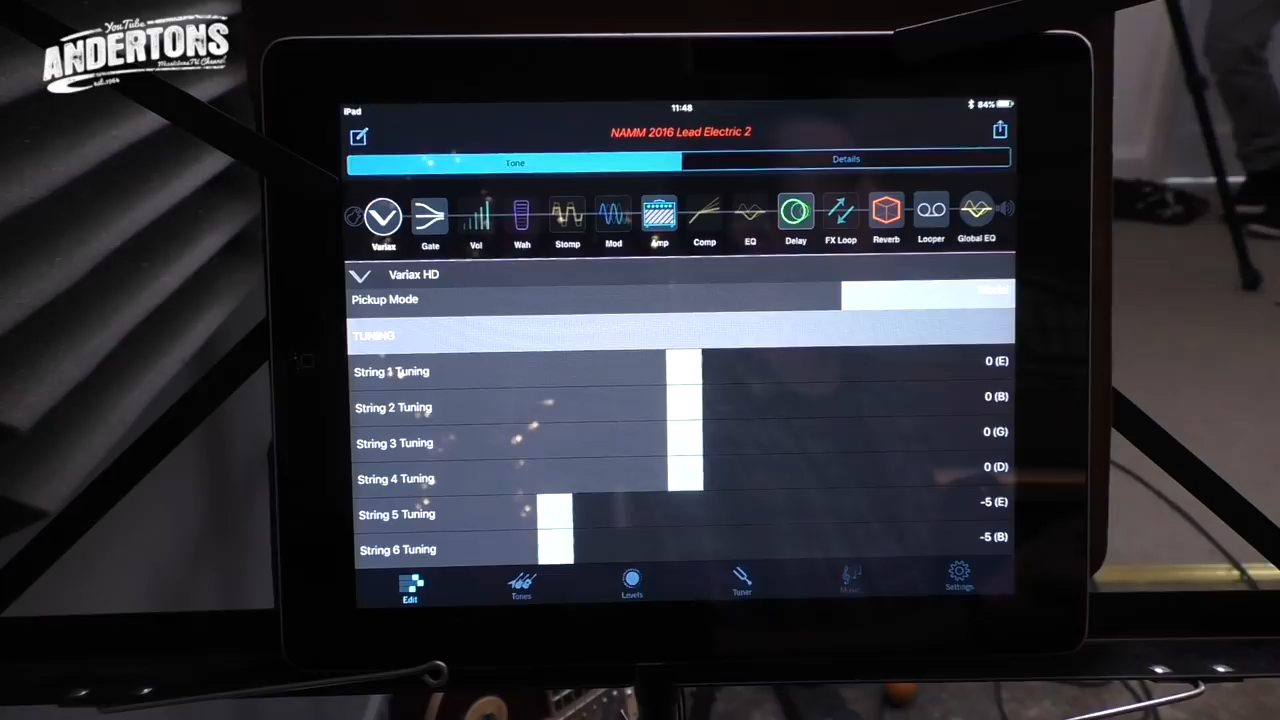 YouTube
ANDERTONS
iPad
11:48
84%
NAMM 2016 Lead Electric 2
Tone
Details
Variax
Gate
Vol
Wah
Stomp
Mod
Amp
Comp
EQ
Delay
FX Loop
Reverb
Looper
Global EQ
Variax HD
Pickup Mode
Model
TUNING
String 1 Tuning
0 (E)
String 2 Tuning
0 (B)
String 3 Tuning
0 (G)
String 4 Tuning
0 (D)
String 5 Tuning
-5 (E)
String 6 Tuning
-5 (B)
Edit
Tones
Levels
Tuner
Music
Settings